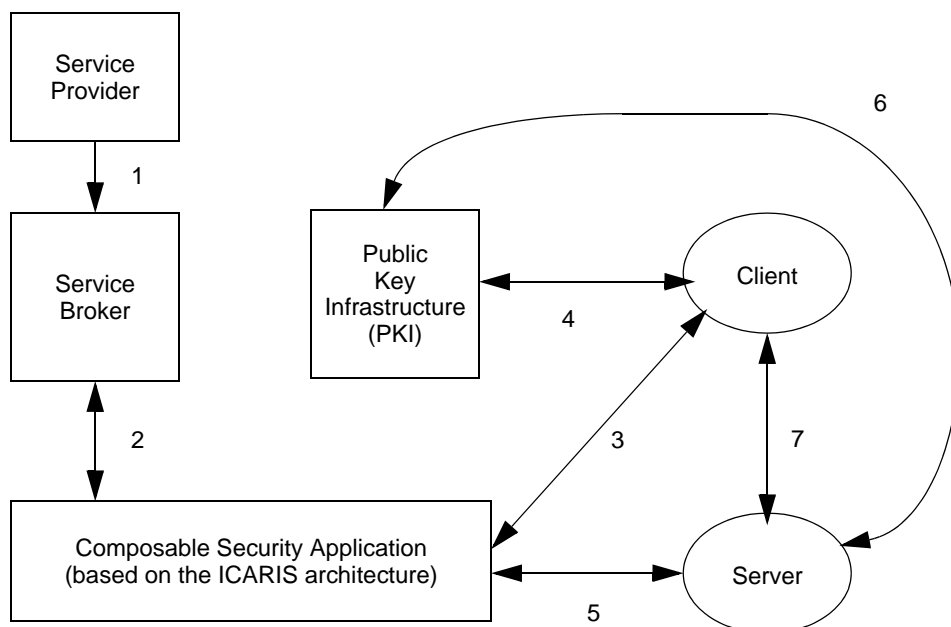 Service
Provider
1
6
Service
Broker
Public
Key
Infrastructure
(PKI)
Client
4
2
3
7
Composable Security Application
(based on the ICARIS architecture)
Server
5